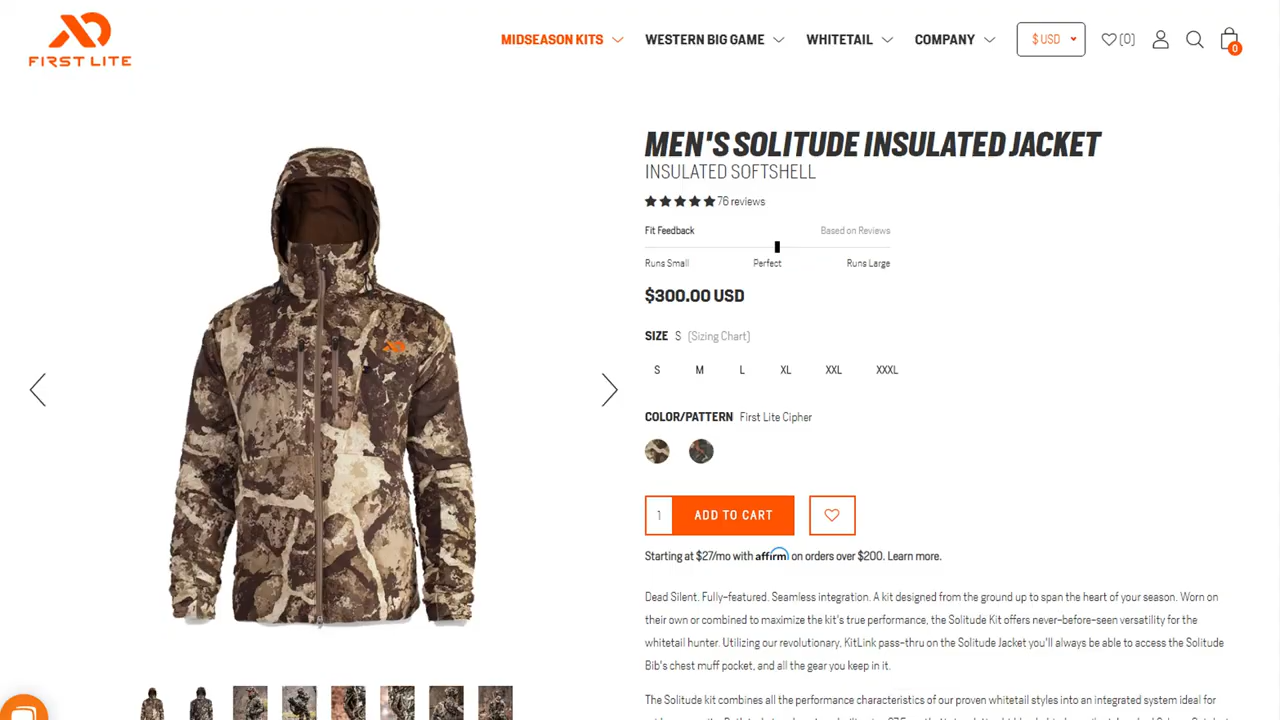 FIRST LITE
MIDSEASON KITS
WESTERN BIG GAME
WHITETAIL
COMPANY
$ USD
(0)
0
MEN'S SOLITUDE INSULATED JACKET
INSULATED SOFTSHELL
76 reviews
Fit Feedback
Based on Reviews
Runs Small
Perfect
Runs Large
$300.00 USD
SIZE S (Sizing Chart)
S M L XL XXL XXXL
COLOR/PATTERN First Lite Cipher
1
ADD TO CART
Starting at $27/mo with affirm on orders over $200. Learn more.
Dead Silent. Fully-featured. Seamless integration. A kit designed from the ground up to span the heart of your season. Worn on
their own or combined to maximize the kit's true performance, the Solitude Kit offers never-before-seen versatility for the
whitetail hunter. Utilizing our revolutionary, KitLink pass-thru on the Solitude Jacket you'll always be able to access the Solitude
Bib's chest muff pocket, and all the gear you keep in it.
The Solitude kit combines all the performance characteristics of our proven whitetail styles into an integrated system ideal for